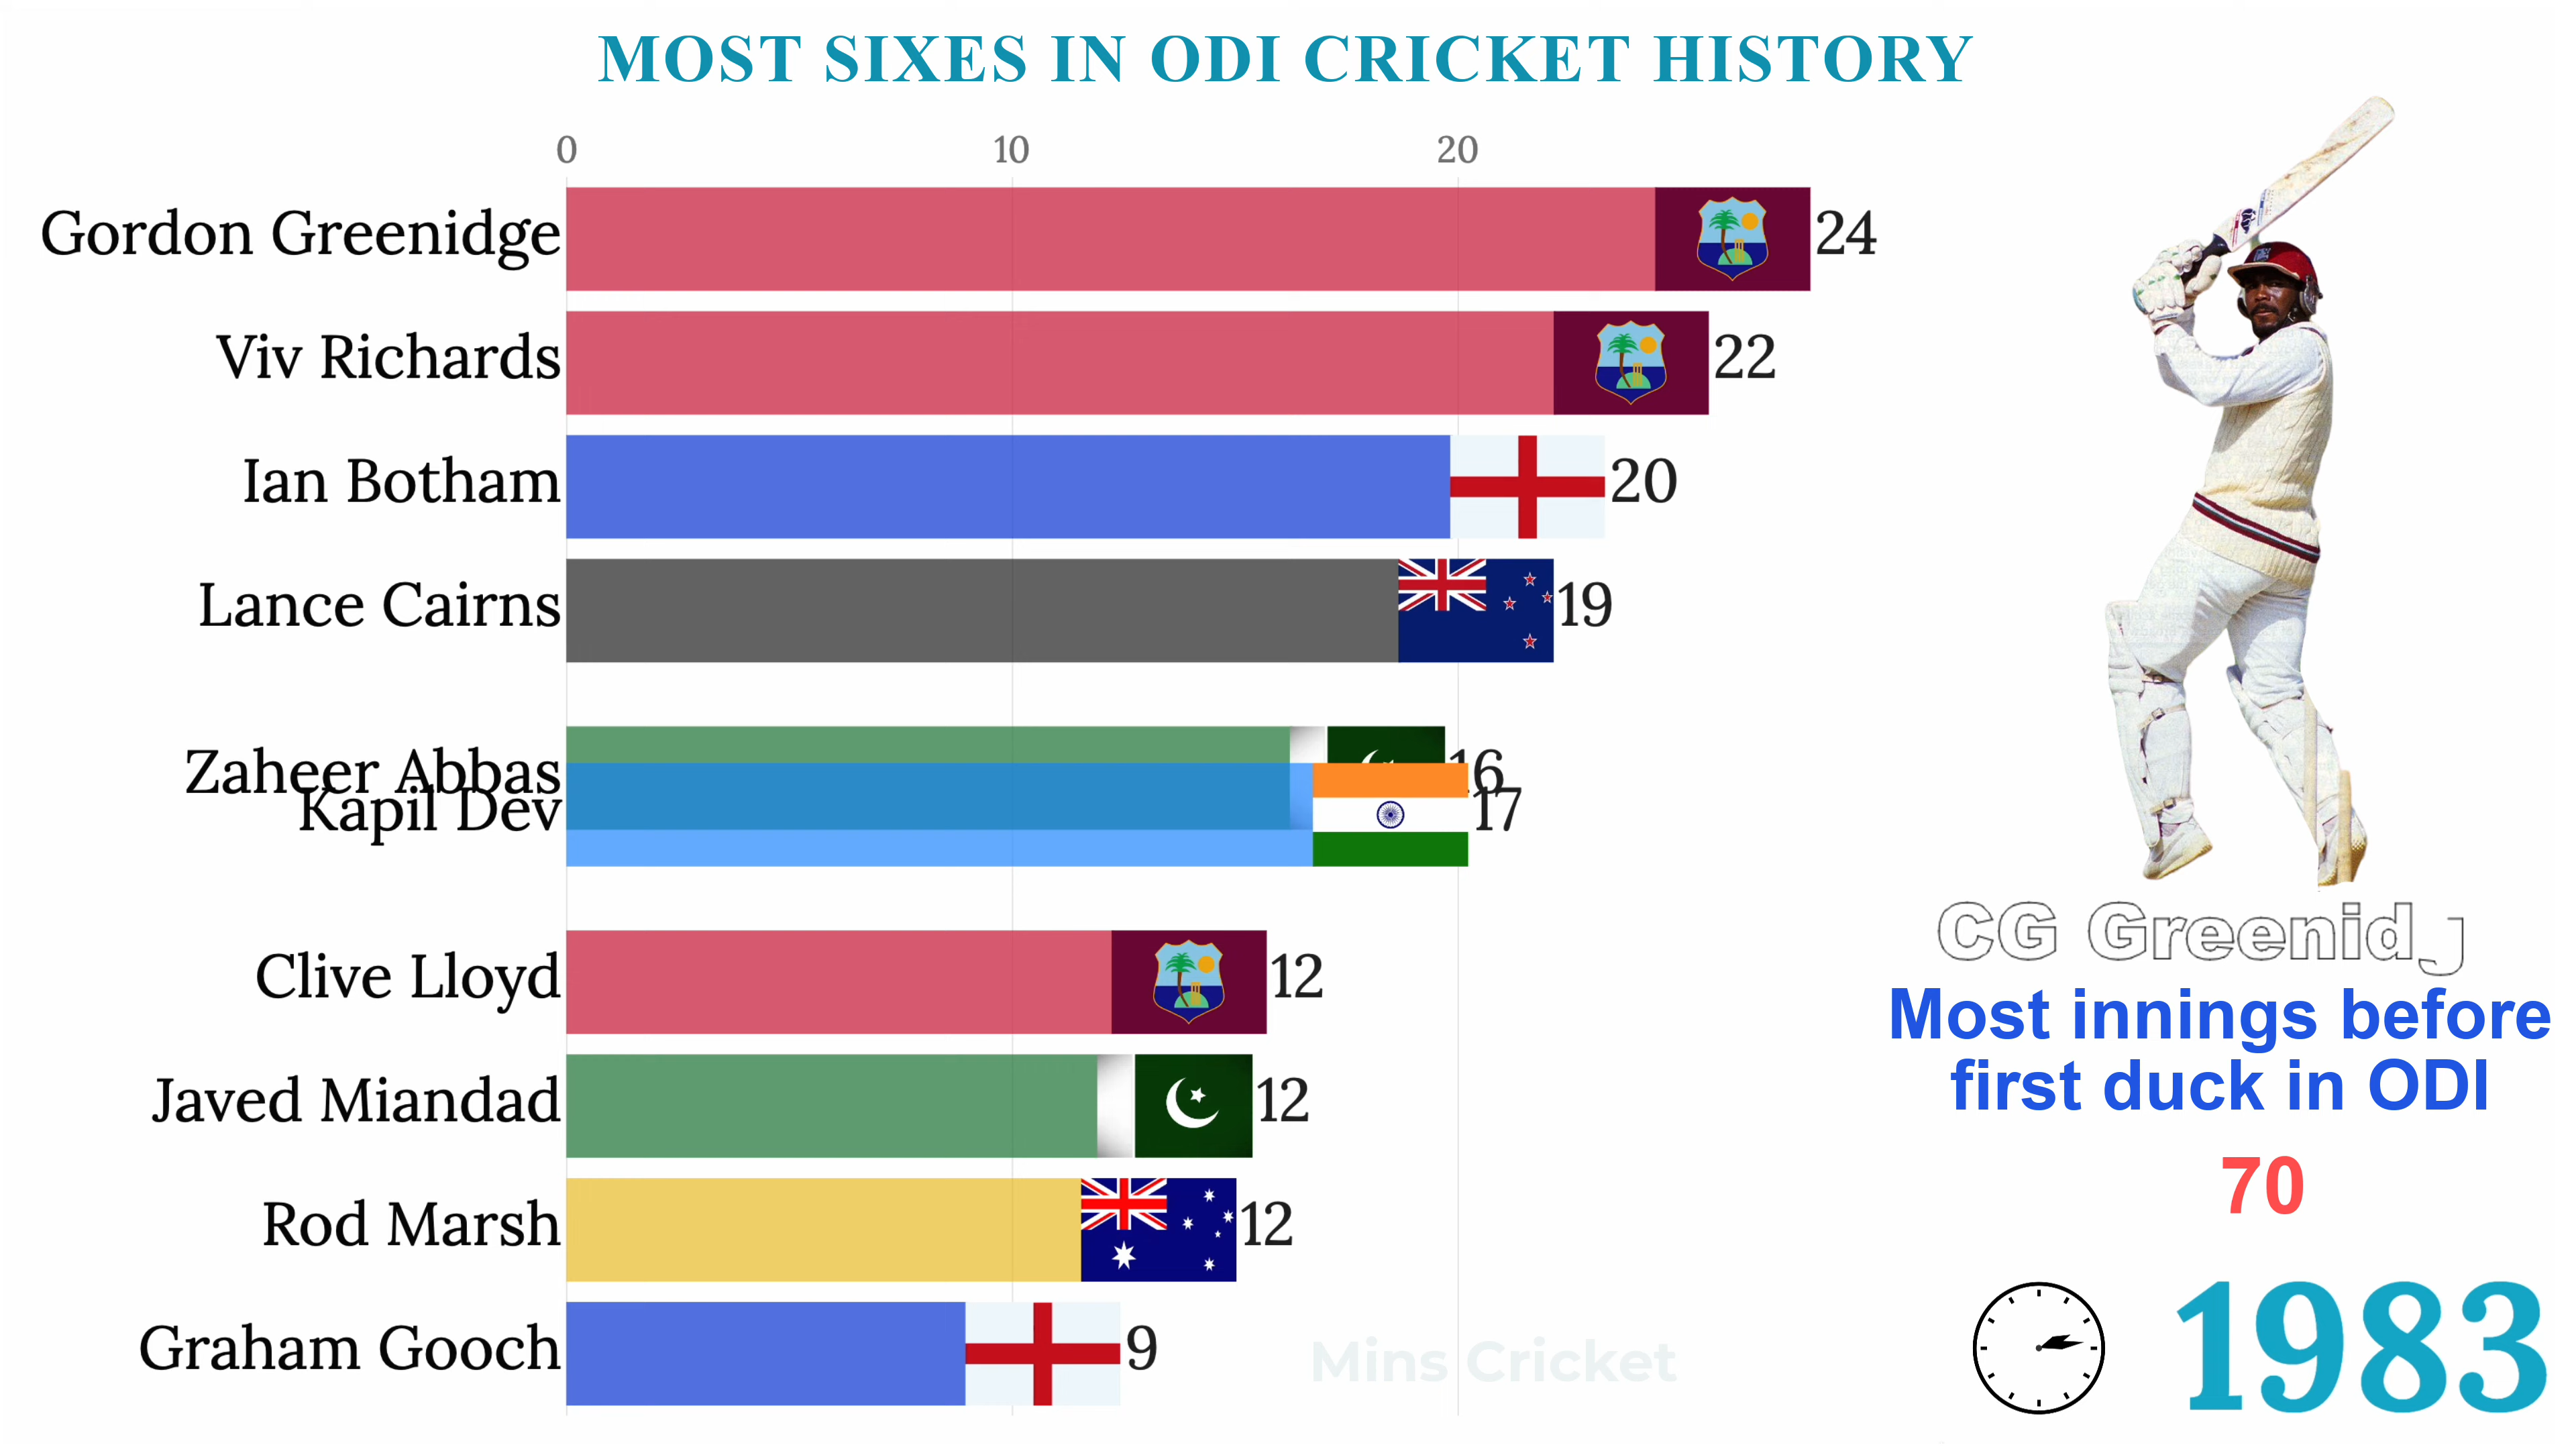 MOST SIXES IN ODI CRICKET HISTORY
0 10 20
Gordon Greenidge 24
Viv Richards 22
Ian Botham 20
Lance Cairns 19
Zaheer Abbas 16
Kapil Dev 17
Clive Lloyd 12
Javed Miandad 12
Rod Marsh 12
Graham Gooch 9
Mins Cricket
CG GreenidJ
Most innings before
first duck in ODI
70
1983